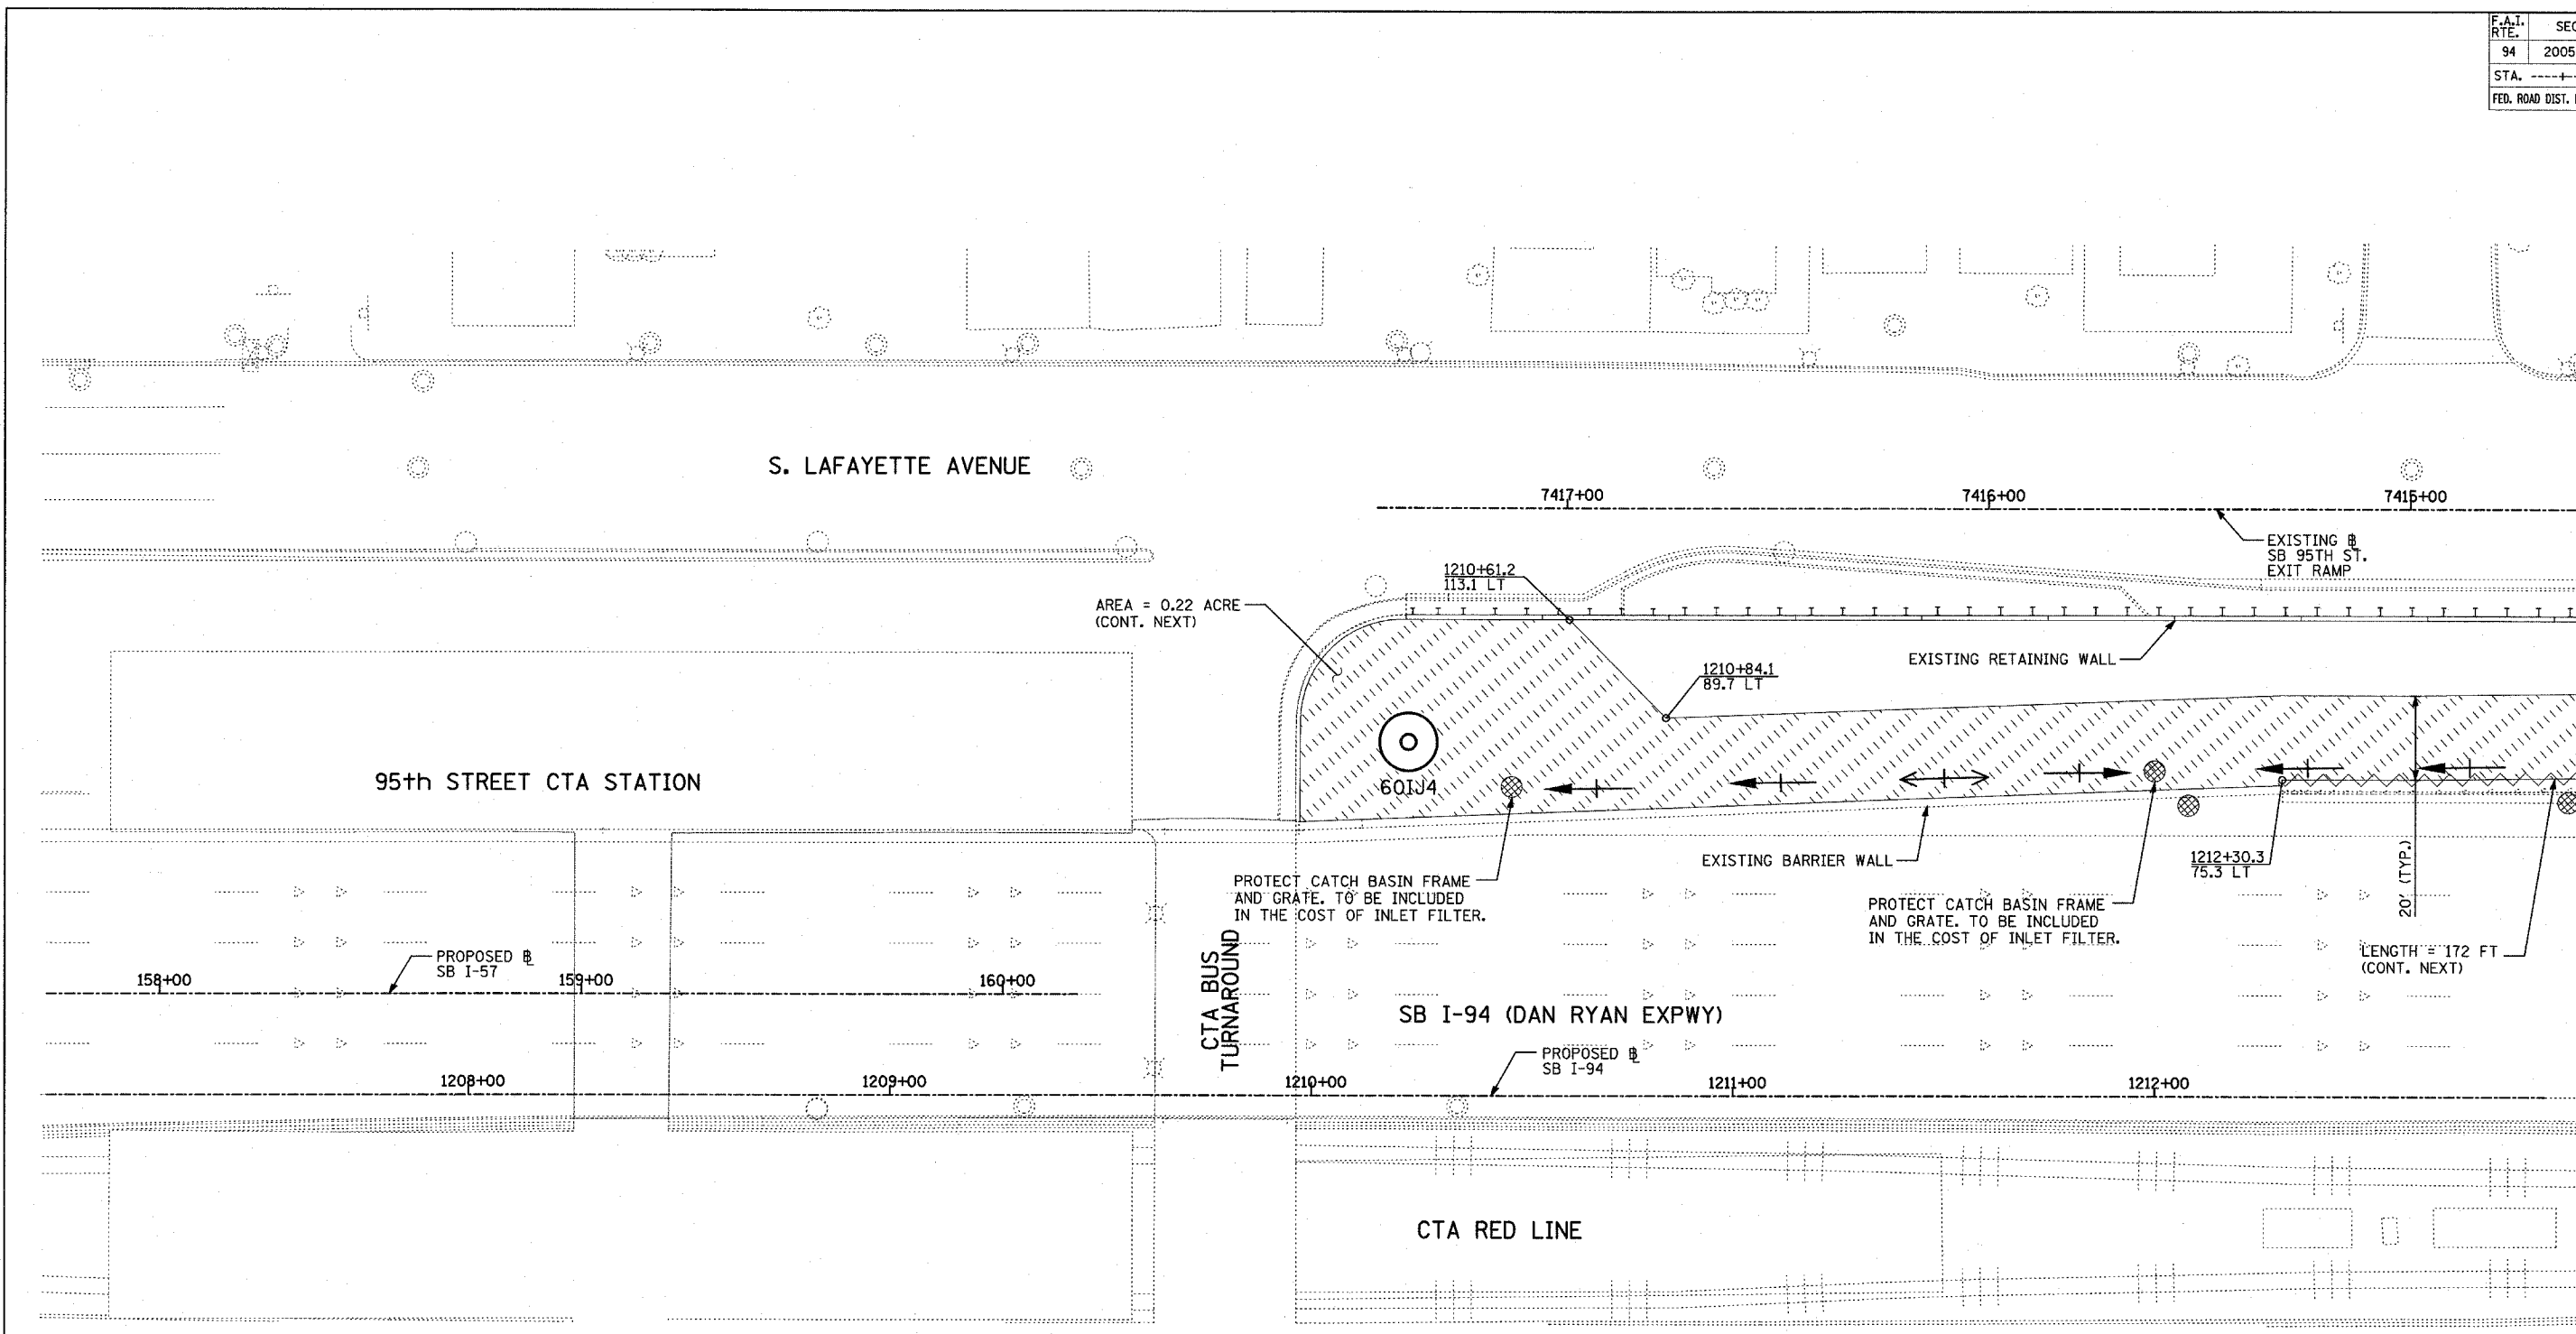 F.A.I. RTE. SEC
94 2005
STA. ----+-
FED. ROAD DIST.
S. LAFAYETTE AVENUE
7417+00
7416+00
7415+00
EXISTING BL
SB 95TH ST.
EXIT RAMP
1210+61.2
113.1 LT
AREA = 0.22 ACRE
(CONT. NEXT)
EXISTING RETAINING WALL
1210+84.1
89.7 LT
95th STREET CTA STATION
60IJ4
EXISTING BARRIER WALL
1212+30.3
75.3 LT
20' (TYP.)
PROTECT CATCH BASIN FRAME
AND GRATE. TO BE INCLUDED
IN THE COST OF INLET FILTER.
PROTECT CATCH BASIN FRAME
AND GRATE. TO BE INCLUDED
IN THE COST OF INLET FILTER.
LENGTH = 172 FT
(CONT. NEXT)
PROPOSED BL
SB I-57
158+00
159+00
160+00
CTA BUS
TURNAROUND
SB I-94 (DAN RYAN EXPWY)
PROPOSED BL
SB I-94
1208+00
1209+00
1210+00
1211+00
1212+00
CTA RED LINE